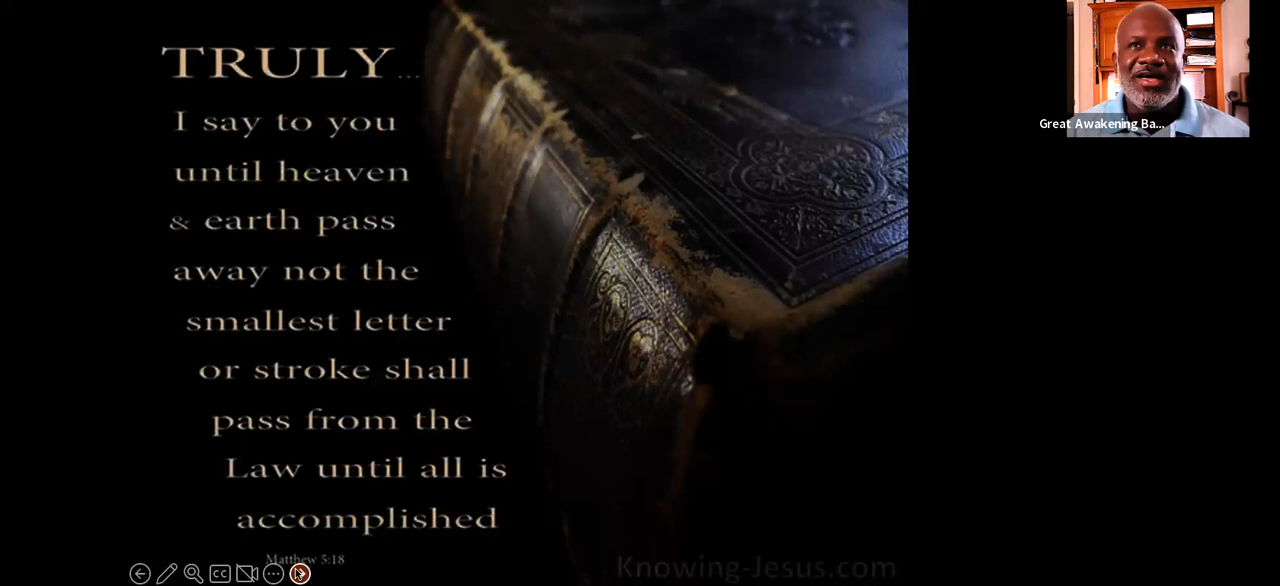 TRULY...
I say to you
until heaven
& earth pass
away not the
smallest letter
or stroke shall
pass from the
Law until all is
accomplished
Matthew 5:18
CC
Knowing-Jesus.com
Great Awakening Ba...